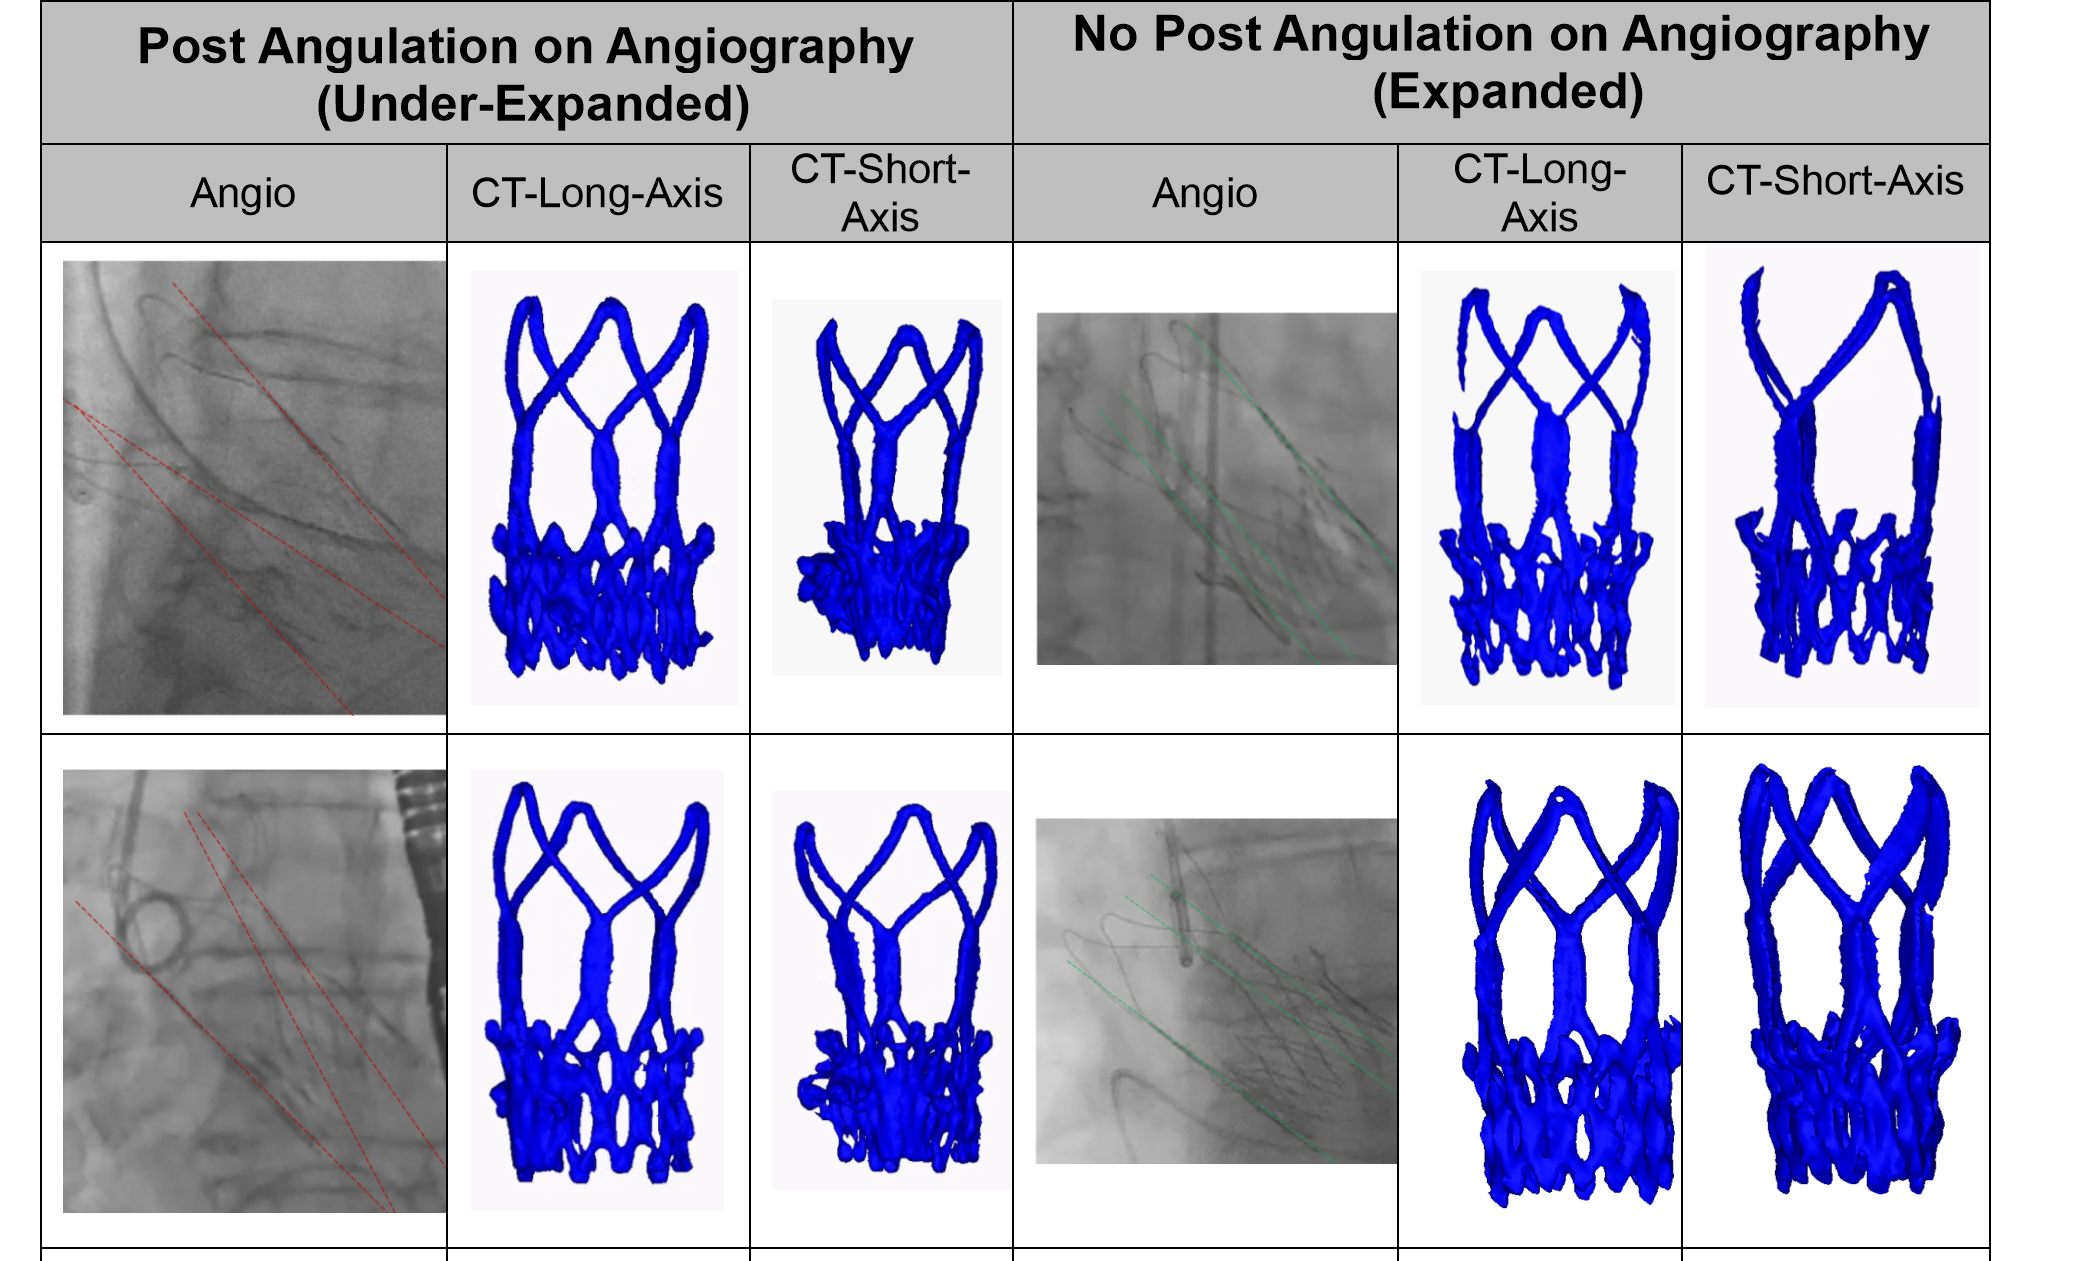 Post Angulation on Angiography
(Under-Expanded)
No Post Angulation on Angiography
(Expanded)
Angio
CT-Long-Axis
CT-Short-
Axis
Angio
CT-Long-
Axis
CT-Short-Axis